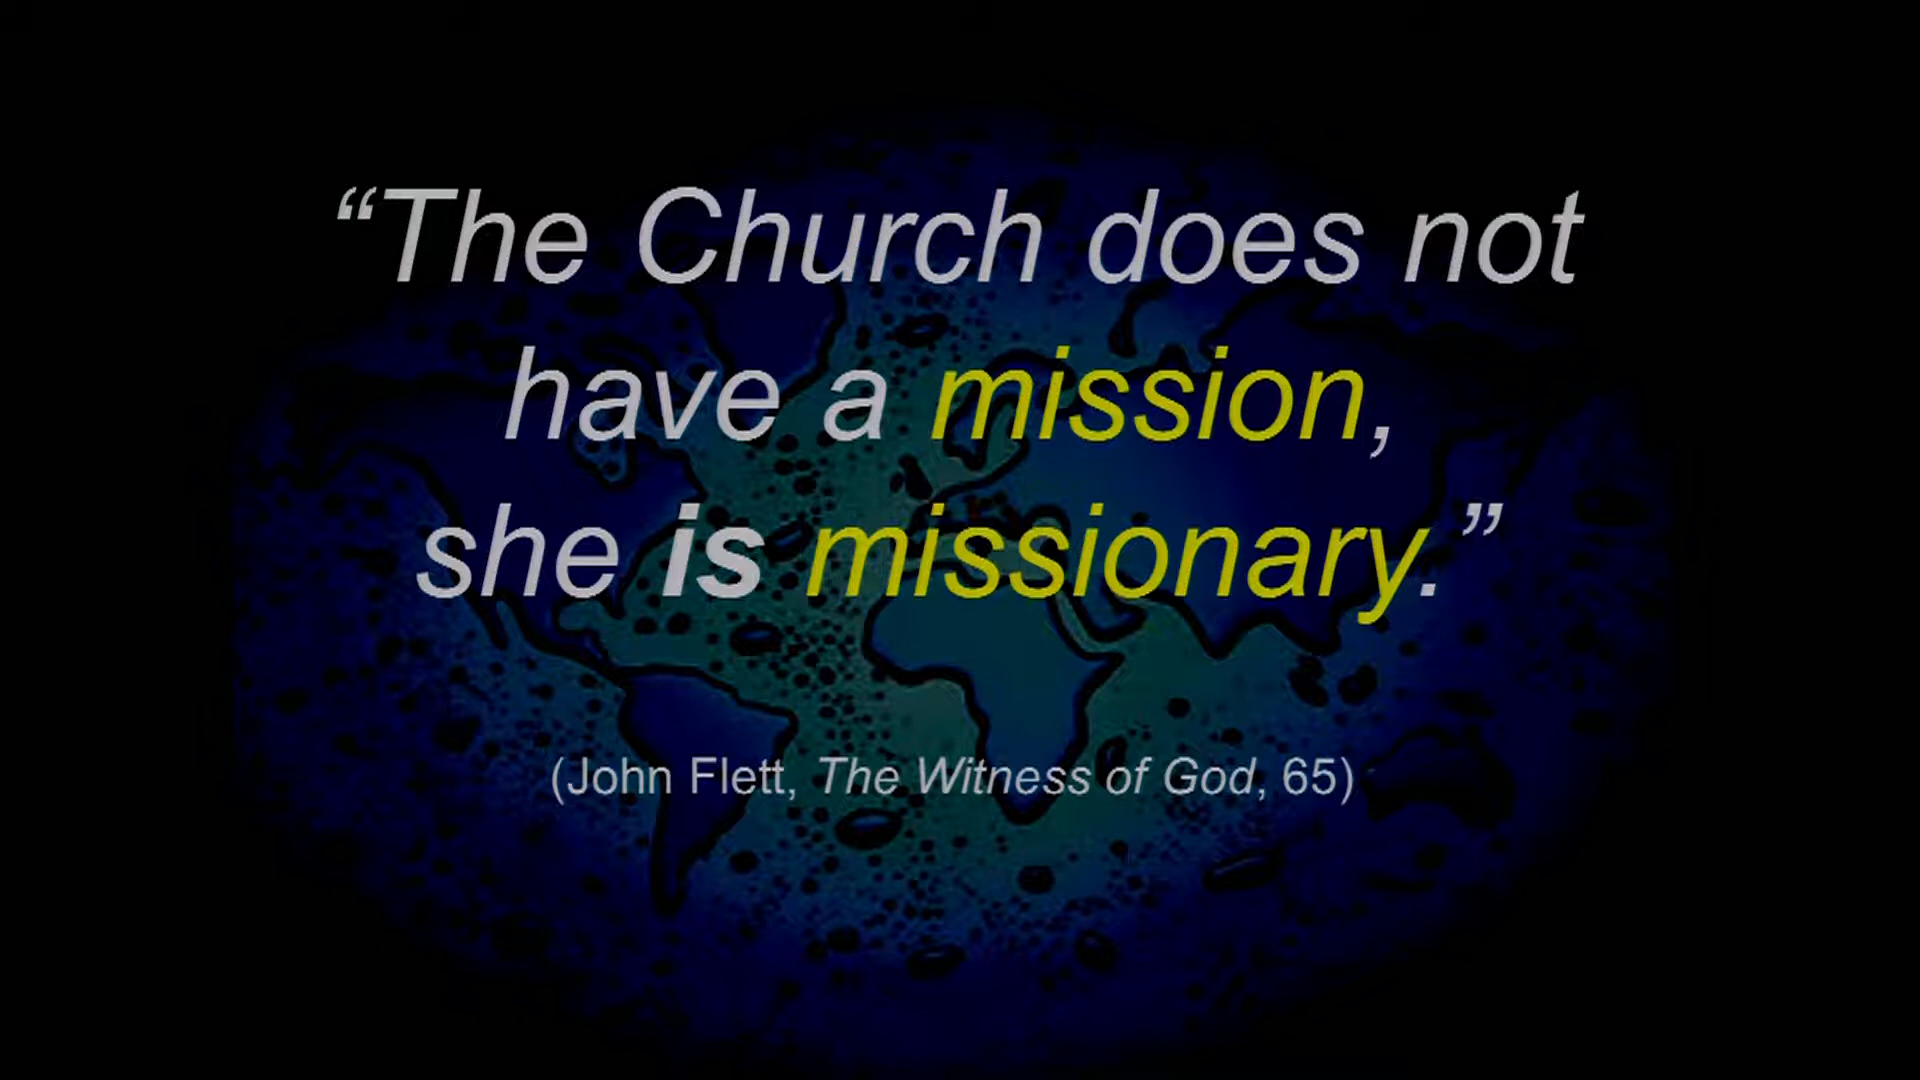 “The Church does not
have a mission,
she is missionary.”
(John Flett, The Witness of God, 65)